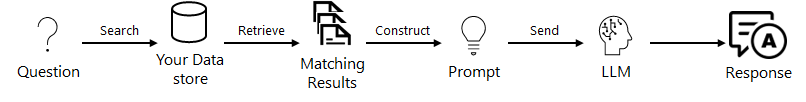 Search
Retrieve
Construct
Send
Question
Your Data
store
Matching
Results
Prompt
LLM
A
Response